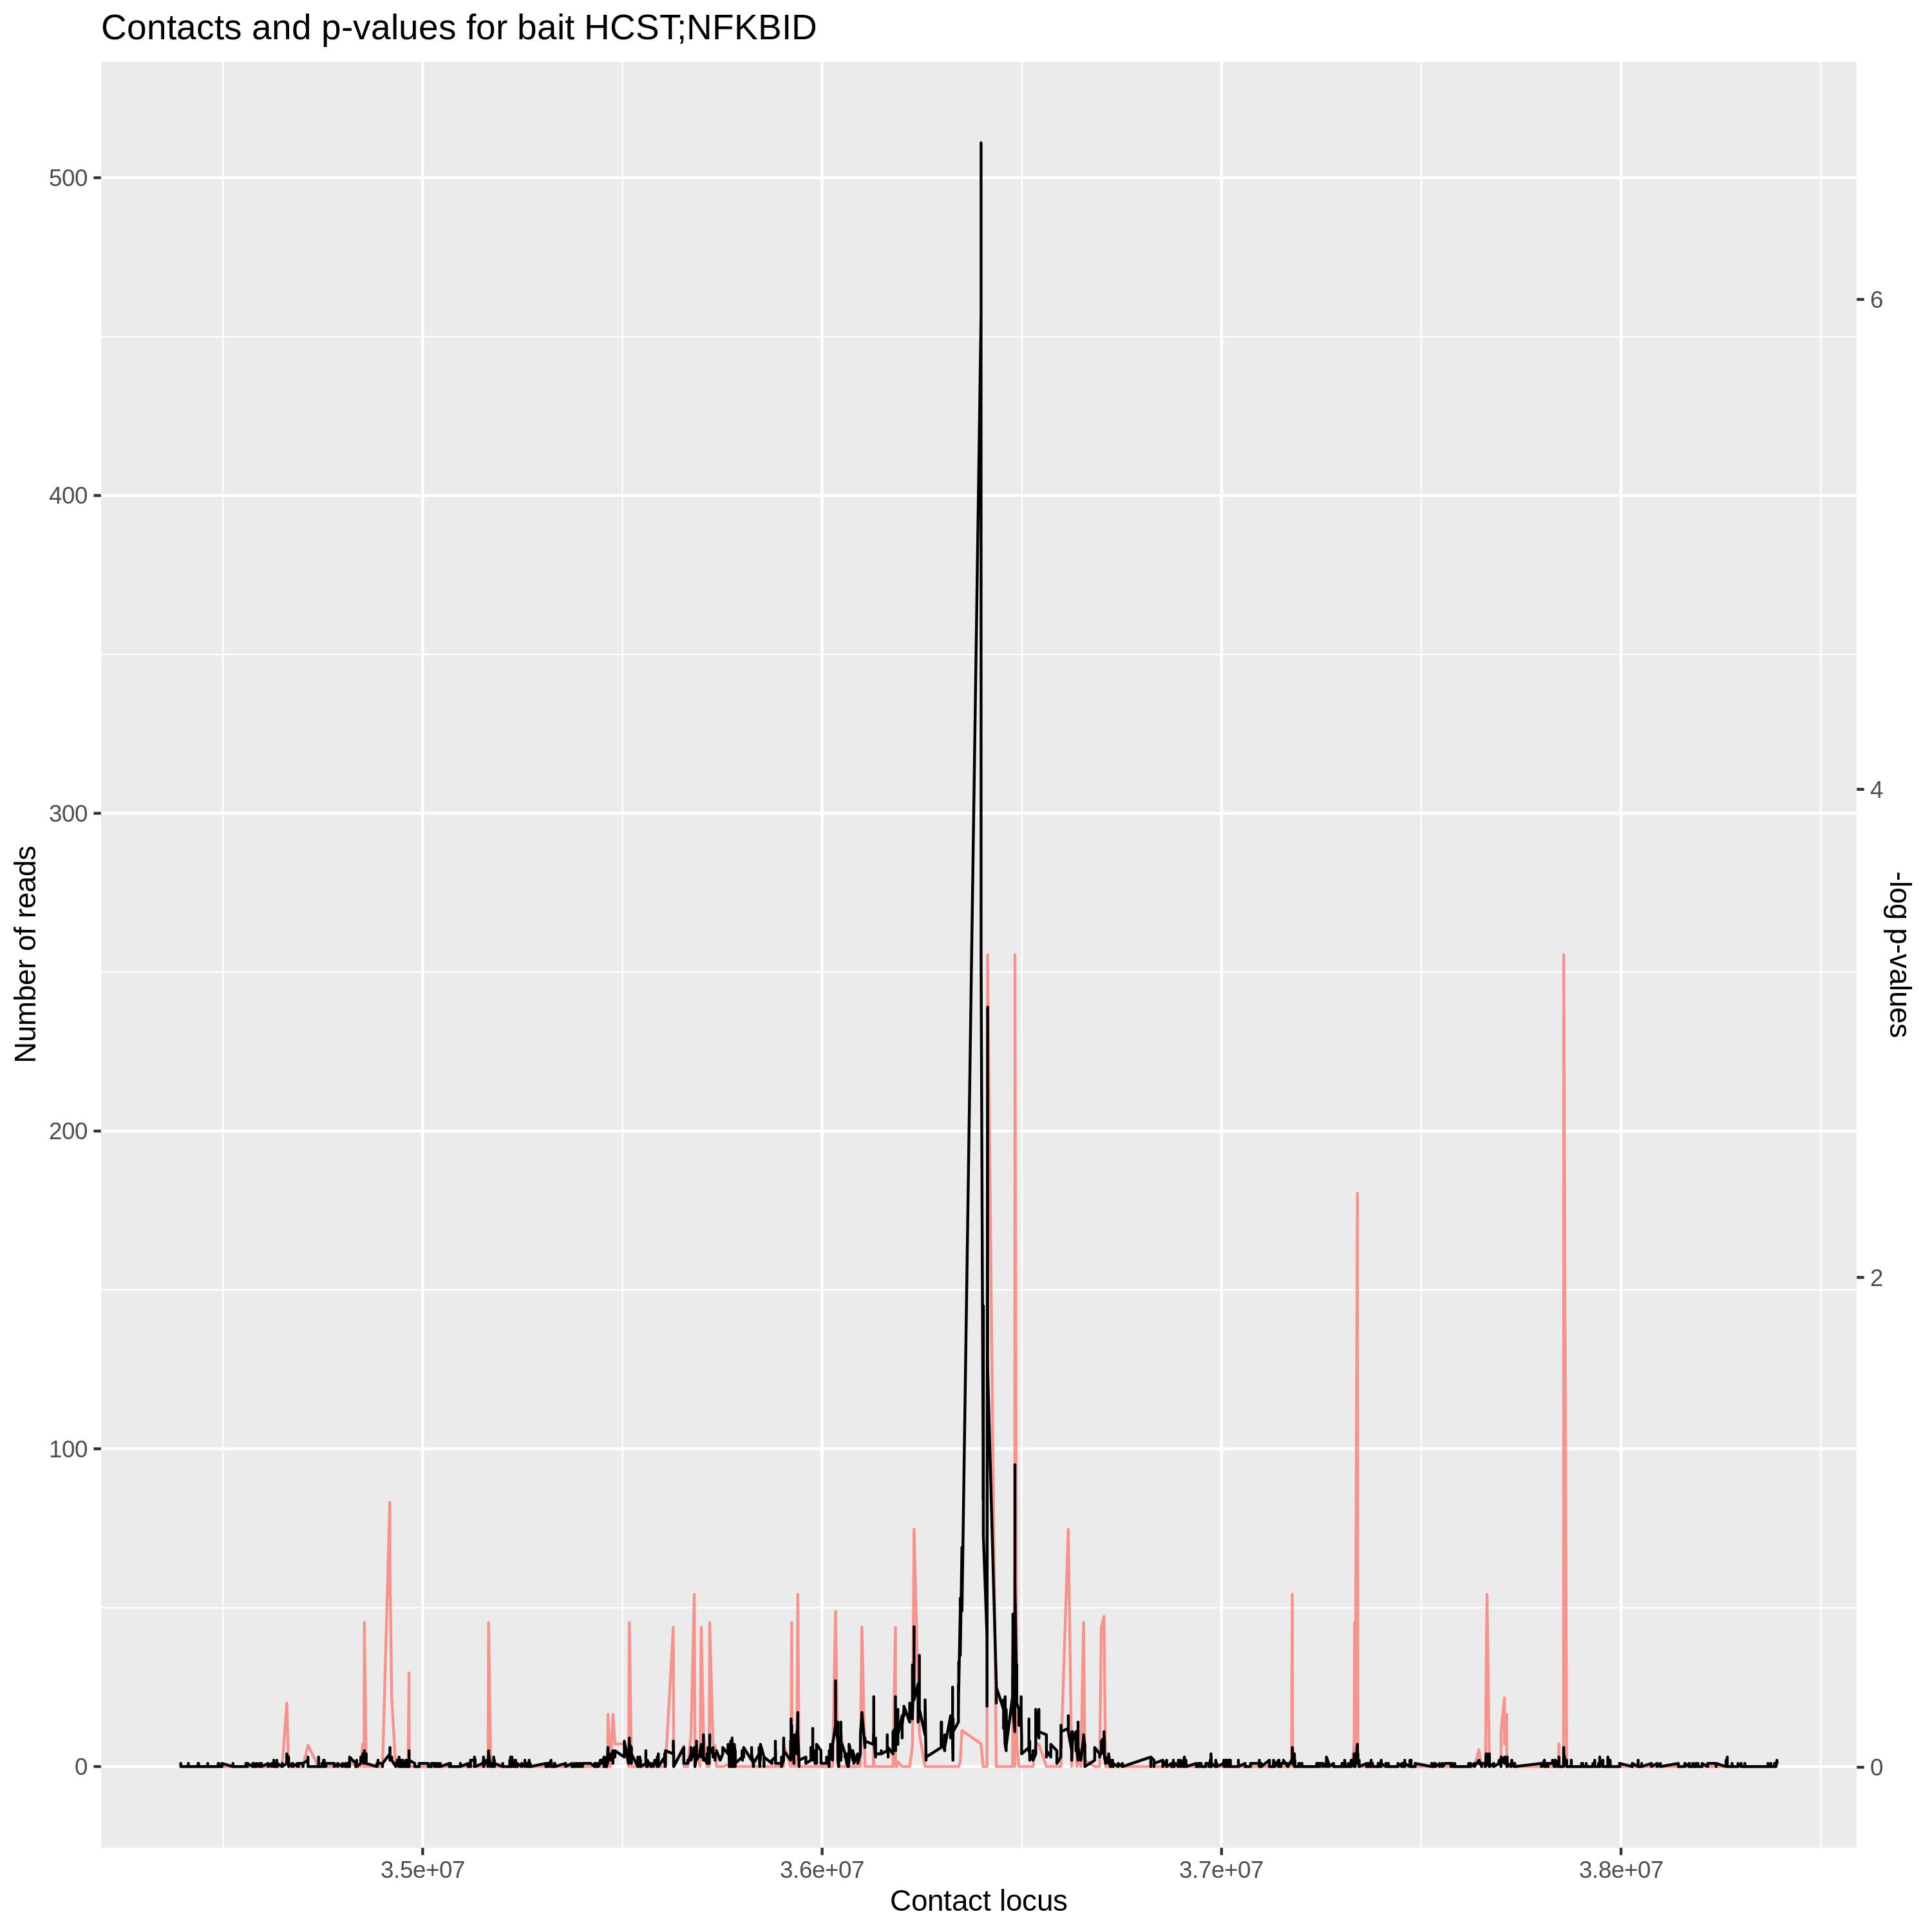 Contacts and p-values for bait HCST;NFKBID
500
400
300
200
100
0
Number of reads
6
4
2
0
-log p-values
3.5e+07
3.6e+07
3.7e+07
3.8e+07
Contact locus